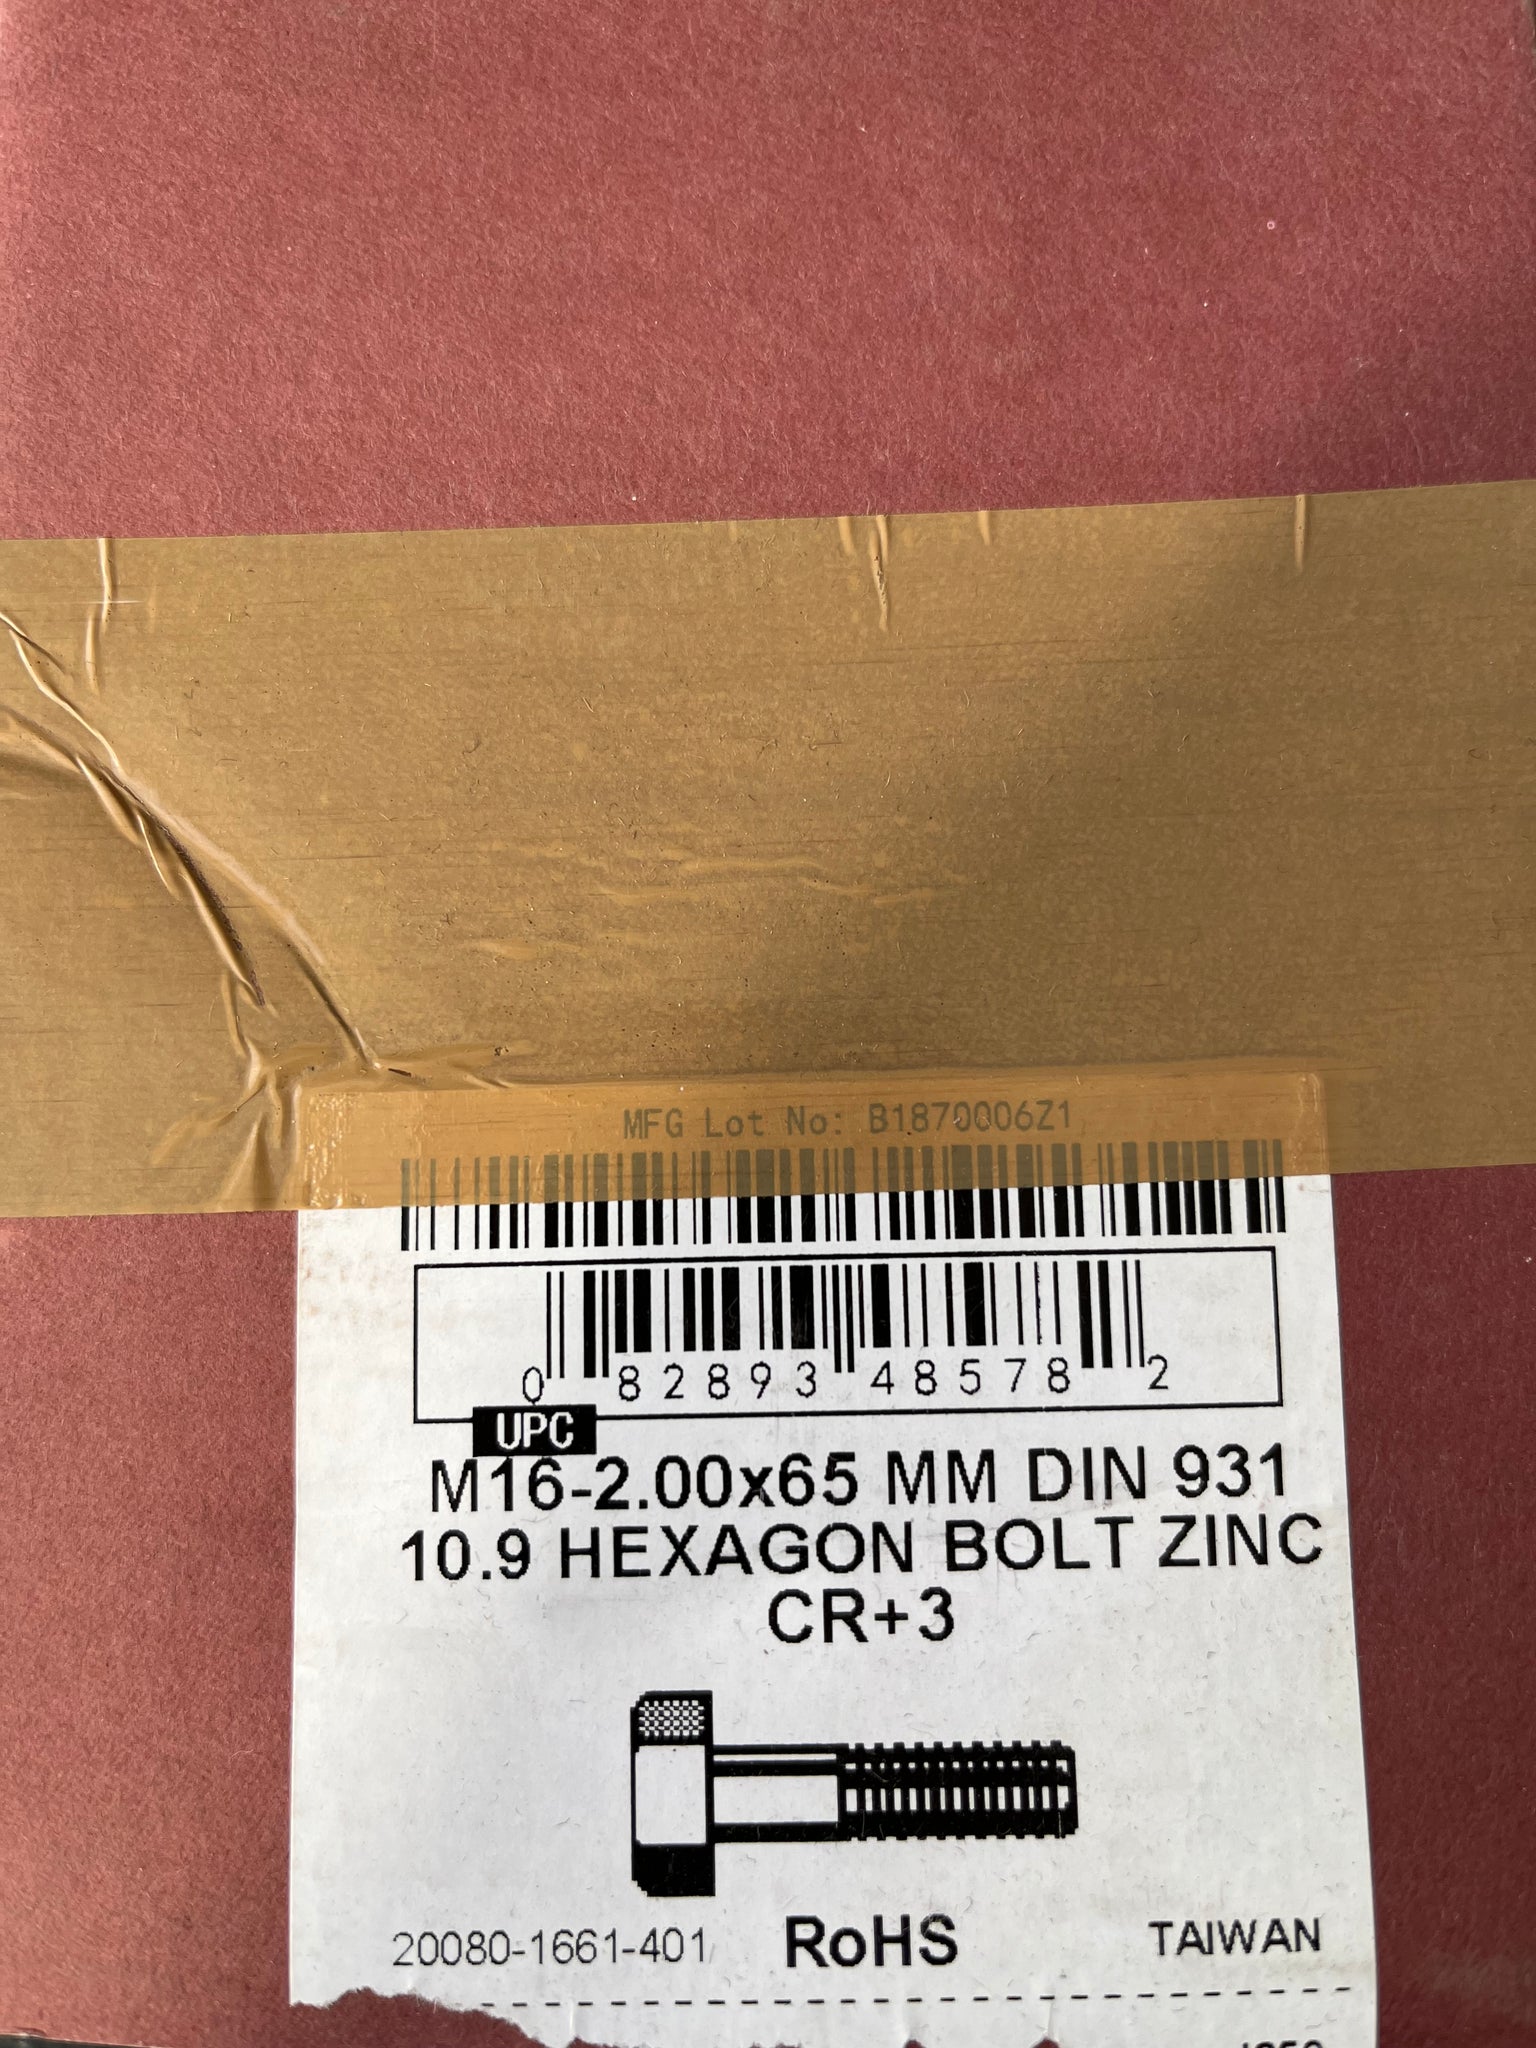 MFG Lot No: B1870006Z1
0 82893 48578 2
UPC
M16-2.00x65 MM DIN 931
10.9 HEXAGON BOLT ZINC
CR+3
20080-1661-401 RoHS TAIWAN